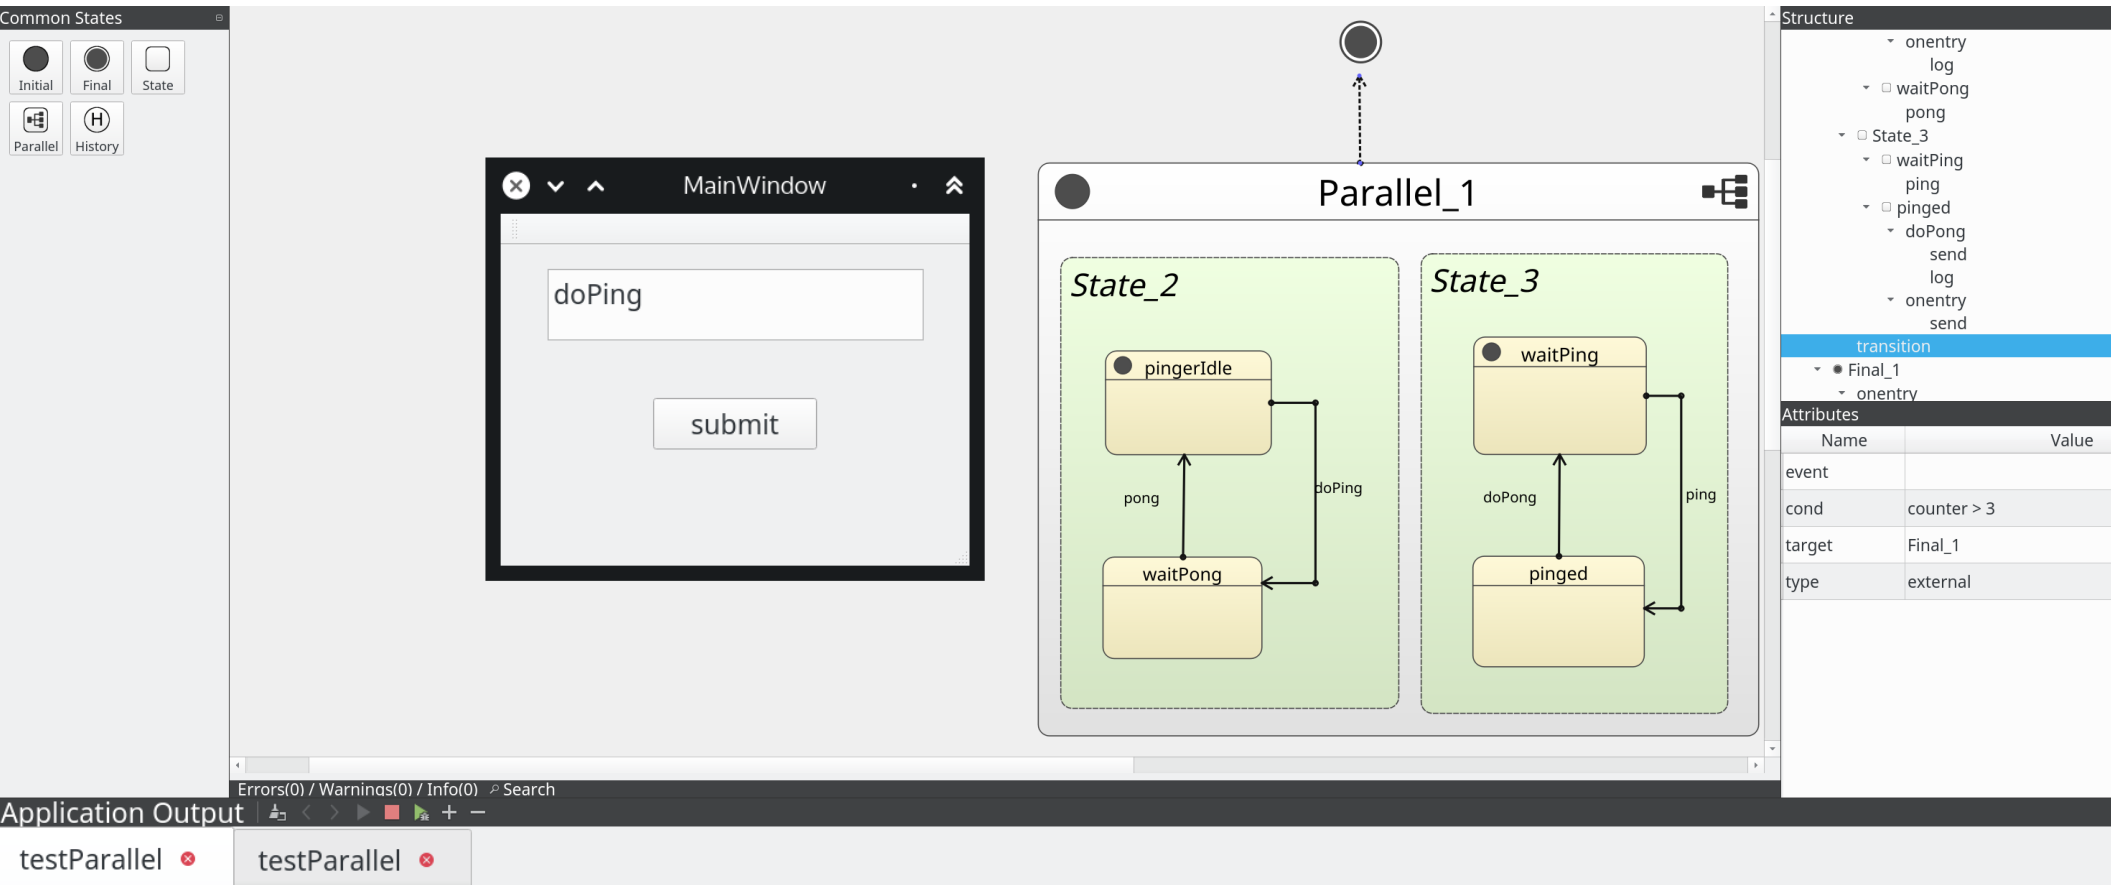 Common States
Initial
Final
State
Parallel
H
History
MainWindow
doPing
submit
Parallel_1
State_2
pingerIdle
pong
doPing
waitPong
State_3
waitPing
doPong
ping
pinged
Structure
onentry
log
waitPong
pong
State_3
waitPing
ping
pinged
doPong
send
log
onentry
send
transition
Final_1
onentry
Attributes
Name Value
event
cond counter > 3
target Final_1
type external
Errors(0) / Warnings(0) / Info(0) Search
Application Output
testParallel testParallel